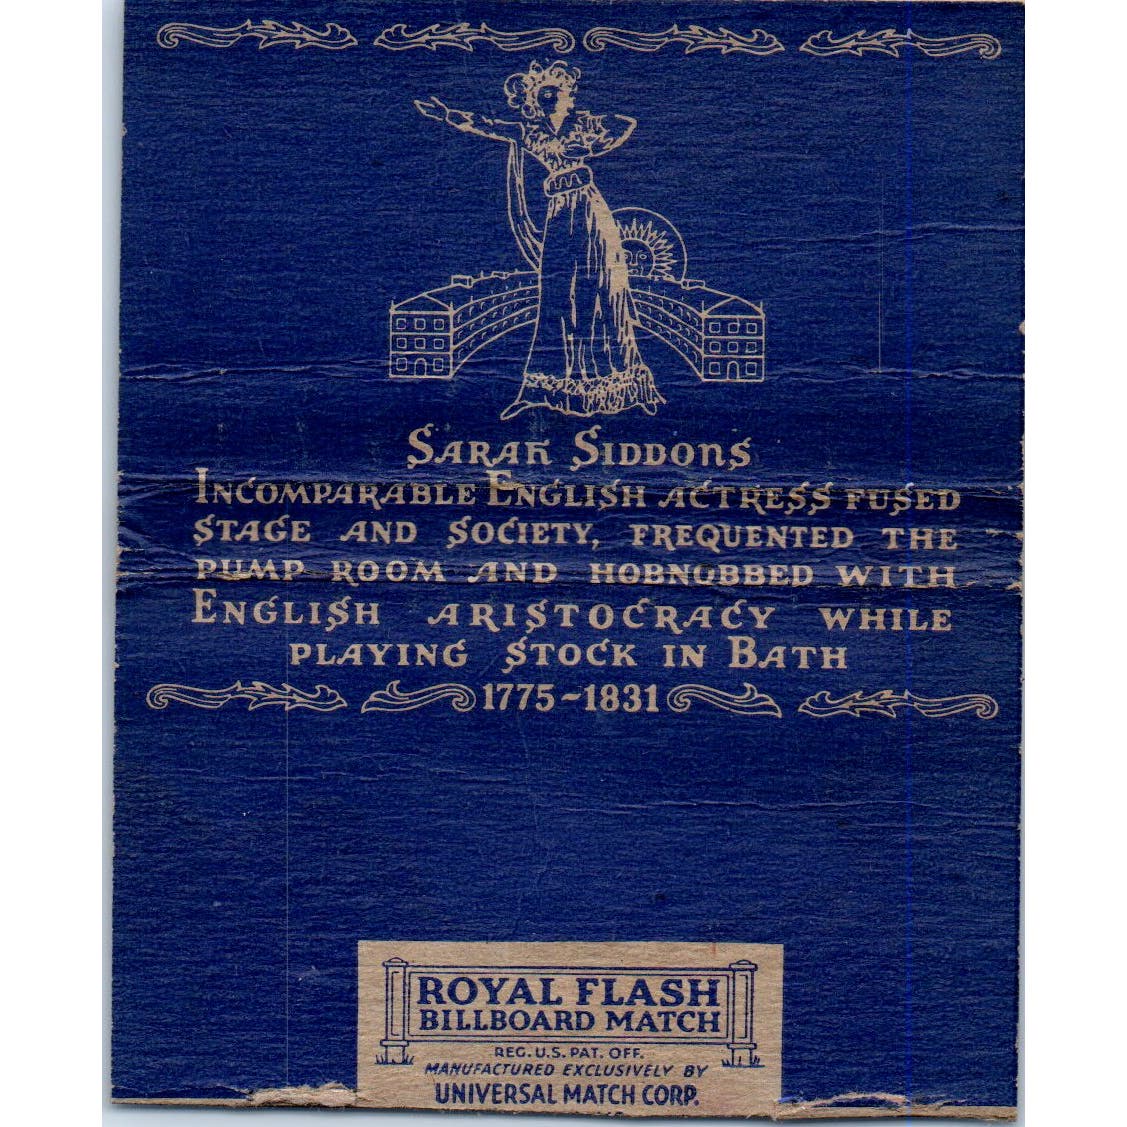 Sarah Siddons
Incomparable English actress fused
stage and society, frequented the
pump room and hobnobbed with
English aristocracy while
playing stock in Bath
1775-1831
ROYAL FLASH
BILLBOARD MATCH
REG. U.S. PAT. OFF.
MANUFACTURED EXCLUSIVELY BY
UNIVERSAL MATCH CORP.